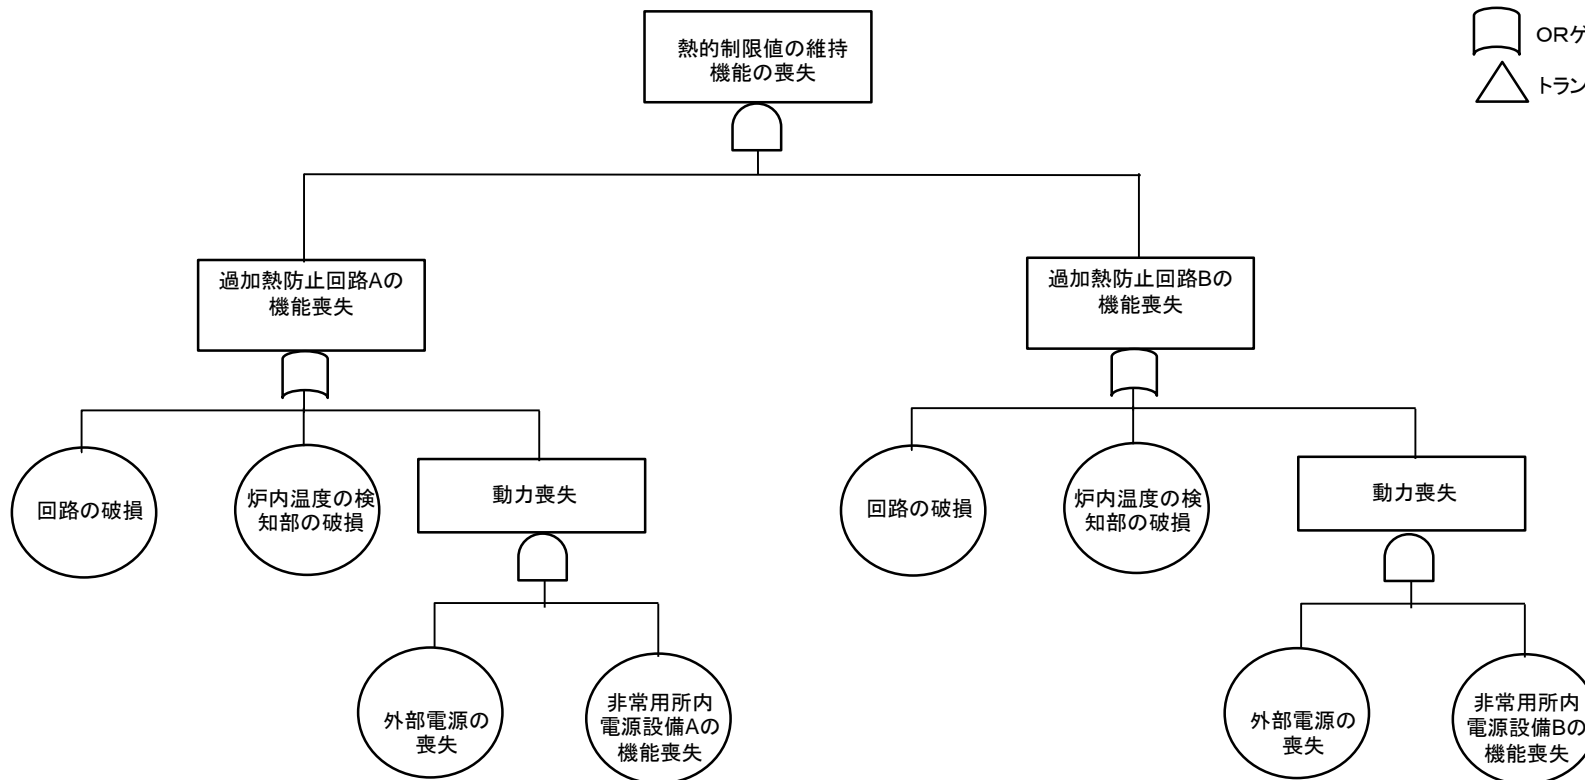 熱的制限値の維持
機能の喪失
ORゲ
トラン
過加熱防止回路Aの
機能喪失
過加熱防止回路Bの
機能喪失
回路の破損
炉内温度の検
知部の破損
動力喪失
回路の破損
炉内温度の検
知部の破損
動力喪失
外部電源の
喪失
非常用所内
電源設備Aの
機能喪失
外部電源の
喪失
非常用所内
電源設備Bの
機能喪失